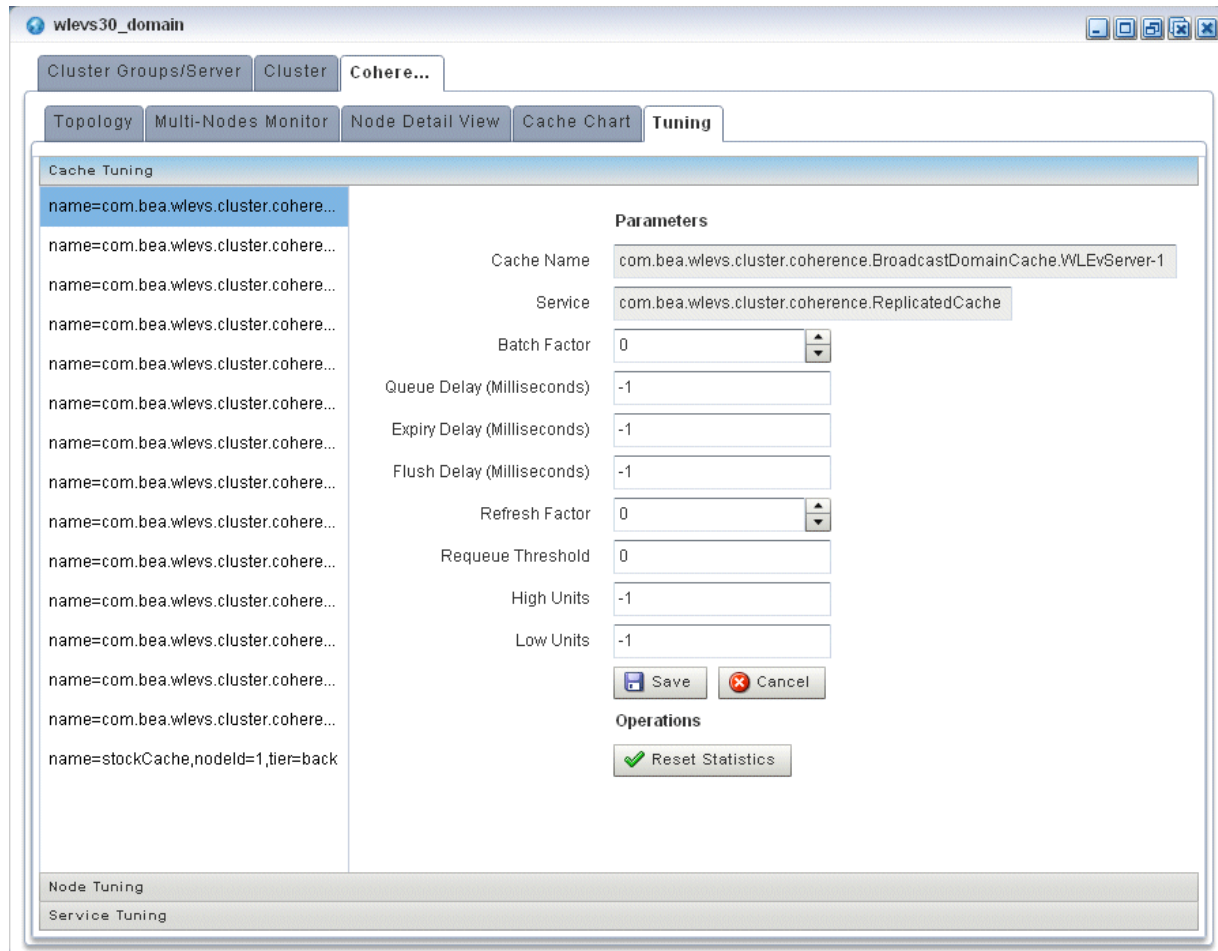 wlevs30_domain
Cluster Groups/Server Cluster Cohere...
Topology Multi-Nodes Monitor Node Detail View Cache Chart Tuning
Cache Tuning
name=com.bea.wlevs.cluster.cohere...
name=com.bea.wlevs.cluster.cohere...
name=com.bea.wlevs.cluster.cohere...
name=com.bea.wlevs.cluster.cohere...
name=com.bea.wlevs.cluster.cohere...
name=com.bea.wlevs.cluster.cohere...
name=com.bea.wlevs.cluster.cohere...
name=com.bea.wlevs.cluster.cohere...
name=com.bea.wlevs.cluster.cohere...
name=com.bea.wlevs.cluster.cohere...
name=com.bea.wlevs.cluster.cohere...
name=com.bea.wlevs.cluster.cohere...
name=com.bea.wlevs.cluster.cohere...
name=com.bea.wlevs.cluster.cohere...
name=stockCache,nodeId=1,tier=back
Parameters
Cache Name com.bea.wlevs.cluster.coherence.BroadcastDomainCache.WLEvServer-1
Service com.bea.wlevs.cluster.coherence.ReplicatedCache
Batch Factor 0
Queue Delay (Milliseconds) -1
Expiry Delay (Milliseconds) -1
Flush Delay (Milliseconds) -1
Refresh Factor 0
Requeue Threshold 0
High Units -1
Low Units -1
Save Cancel
Operations
Reset Statistics
Node Tuning
Service Tuning